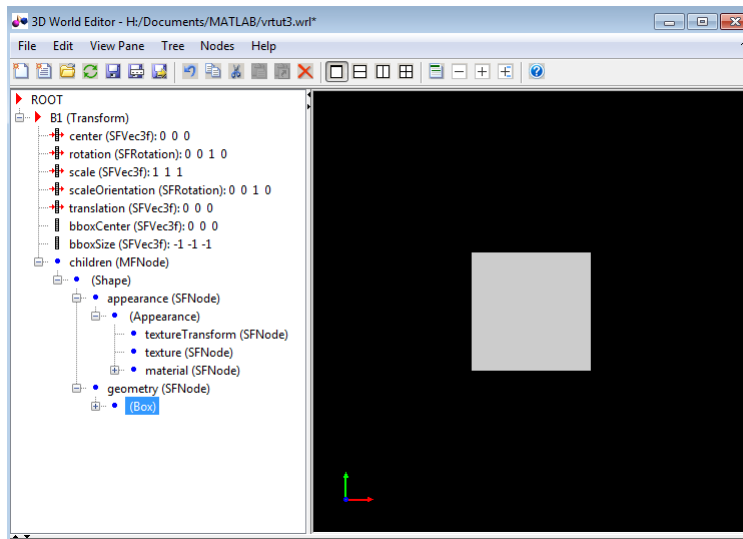 3D World Editor - H:/Documents/MATLAB/vrtut3.wrl*
File Edit View Pane Tree Nodes Help
ROOT
B1 (Transform)
center (SFVec3f): 0 0 0
rotation (SFRotation): 0 0 1 0
scale (SFVec3f): 1 1 1
scaleOrientation (SFRotation): 0 0 1 0
translation (SFVec3f): 0 0 0
bboxCenter (SFVec3f): 0 0 0
bboxSize (SFVec3f): -1 -1 -1
children (MFNode)
(Shape)
appearance (SFNode)
(Appearance)
textureTransform (SFNode)
texture (SFNode)
material (SFNode)
geometry (SFNode)
(Box)